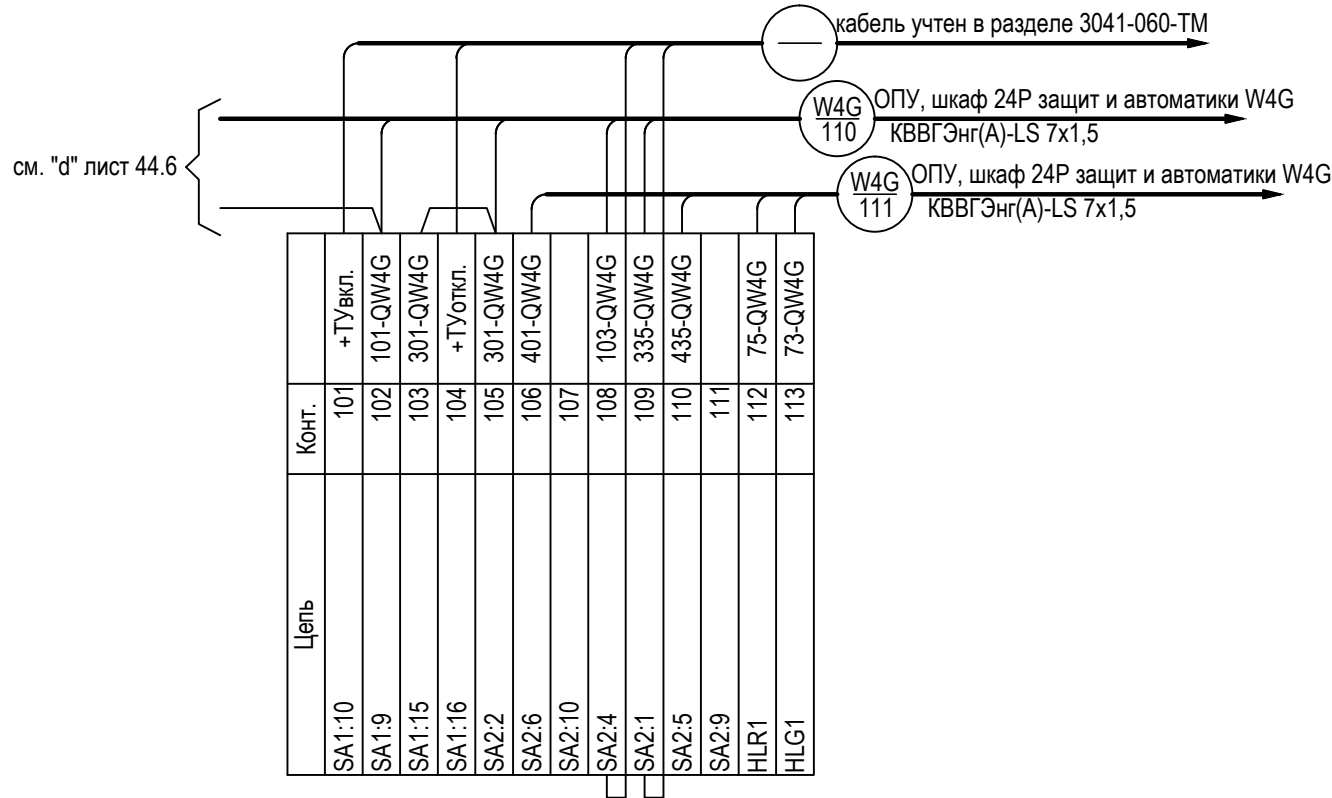 кабель учтен в разделе 3041-060-ТМ
W4G
110
ОПУ, шкаф 24Р защит и автоматики W4G
КВВГЭнг(А)-LS 7х1,5
см. "d" лист 44.6
W4G
111
ОПУ, шкаф 24Р защит и автоматики W4G
КВВГЭнг(А)-LS 7х1,5
+ТУвкл.
101-QW4G
301-QW4G
+ТУоткл.
301-QW4G
401-QW4G
103-QW4G
335-QW4G
435-QW4G
75-QW4G
73-QW4G
Конт.
101
102
103
104
105
106
107
108
109
110
111
112
113
Цепь
SA1:10
SA1:9
SA1:15
SA1:16
SA2:2
SA2:6
SA2:10
SA2:4
SA2:1
SA2:5
SA2:9
HLR1
HLG1